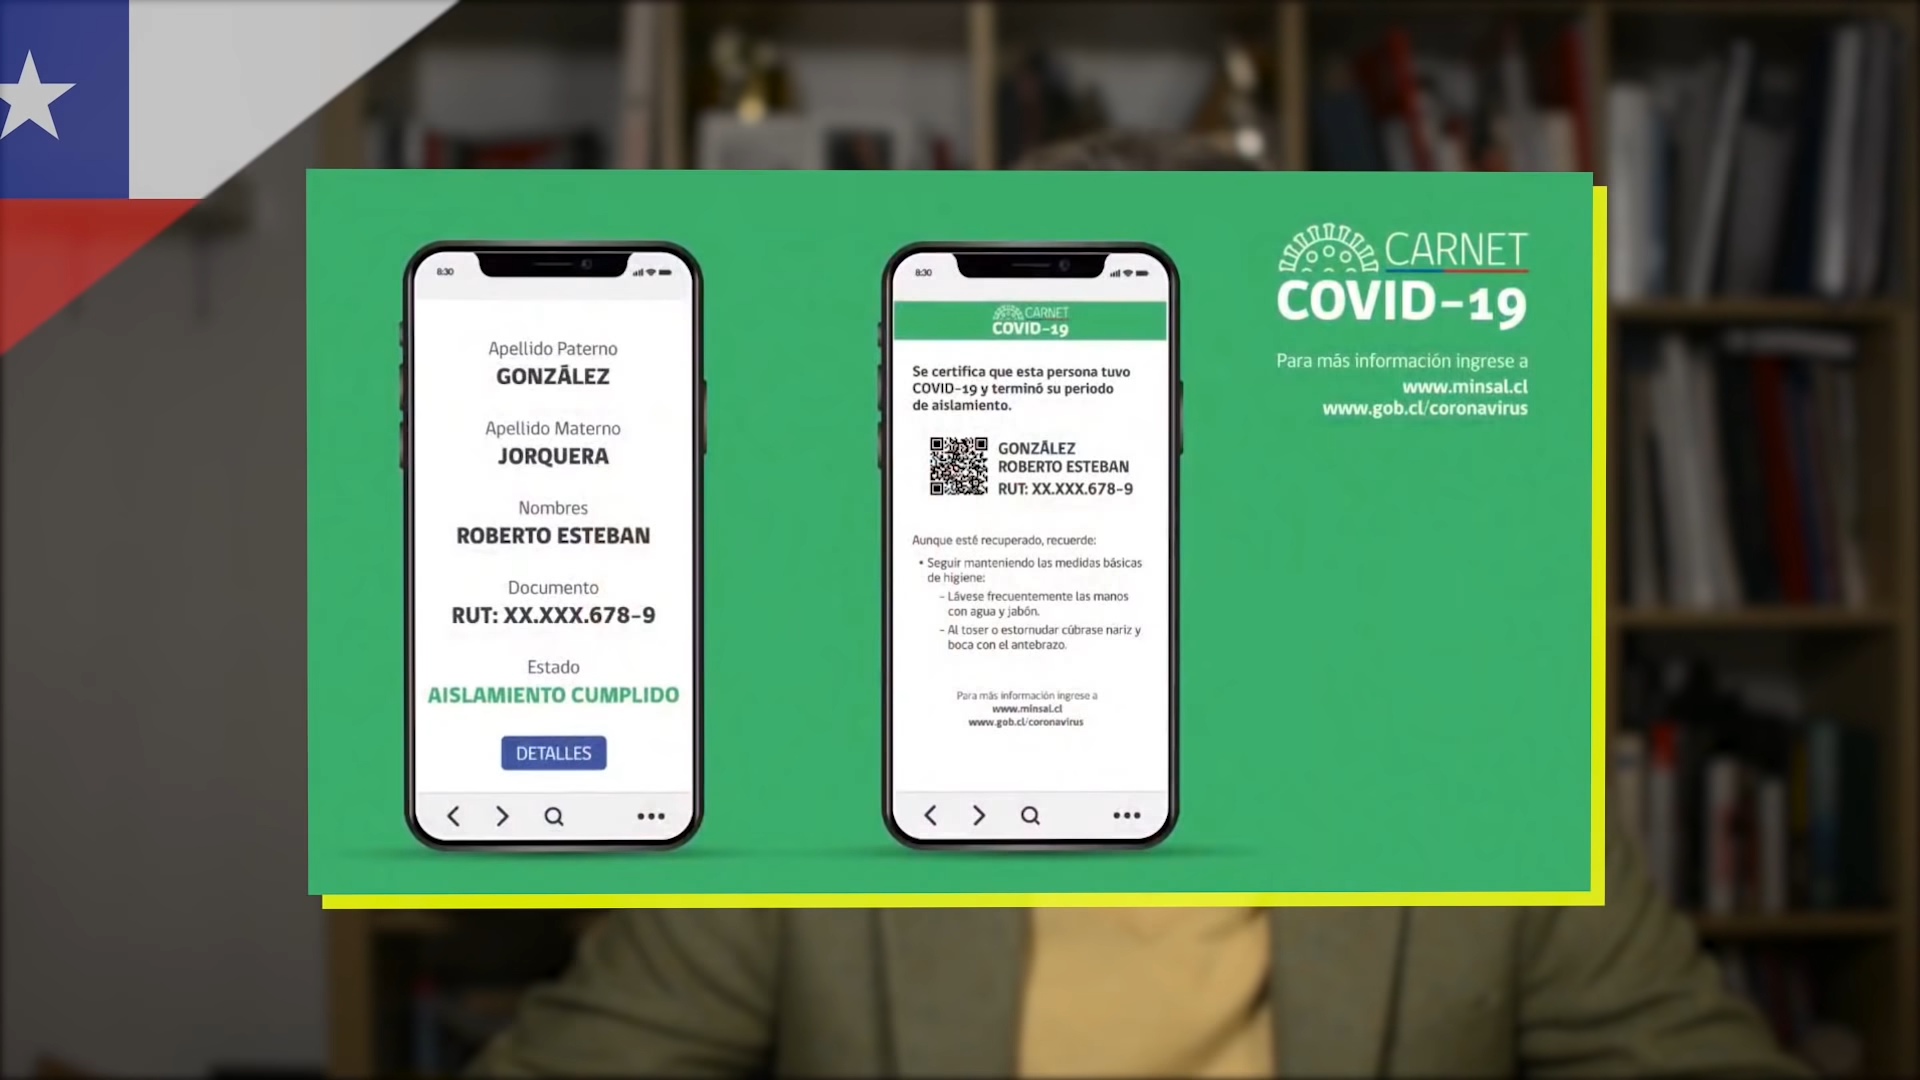 8:30
Apellido Paterno
GONZÁLEZ
Apellido Materno
JORQUERA
Nombres
ROBERTO ESTEBAN
Documento
RUT: XX.XXX.678-9
Estado
AISLAMIENTO CUMPLIDO
DETALLES
8:30
CARNET
COVID-19
Se certifica que esta persona tuvo
COVID-19 y terminó su periodo
de aislamiento.
GONZÁLEZ
ROBERTO ESTEBAN
RUT: XX.XXX.678-9
Aunque esté recuperado, recuerde:
• Seguir manteniendo las medidas básicas
de higiene:
- Lávese frecuentemente las manos
con agua y jabón.
- Al toser o estornudar cúbrase nariz y
boca con el antebrazo.
Para más información ingrese a
www.minsal.cl
www.gob.cl/coronavirus
CARNET
COVID-19
Para más información ingrese a
www.minsal.cl
www.gob.cl/coronavirus